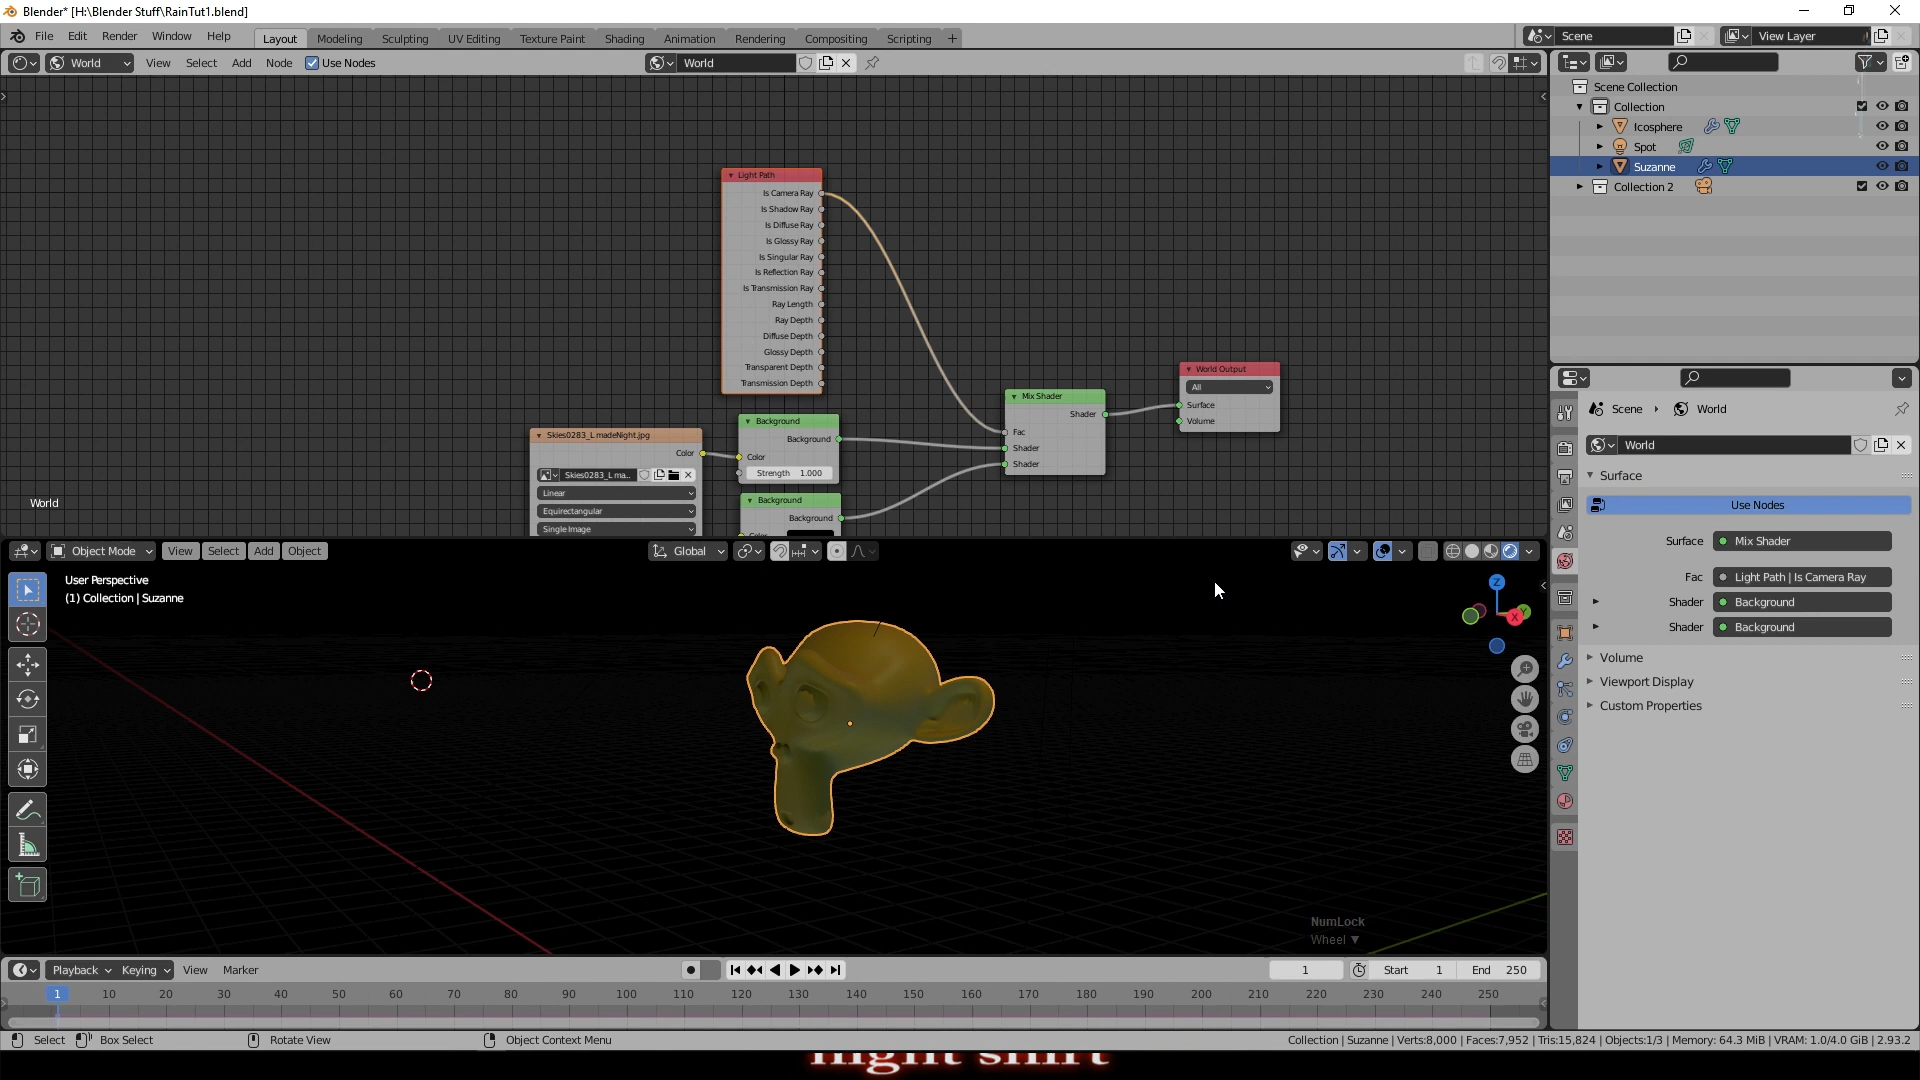 Blender* [H:\Blender Stuff\RainTut1.blend]
File Edit Render Window Help Layout Modeling Sculpting UV Editing Texture Paint Shading Animation Rendering Compositing Scripting + Scene View Layer
World View Select Add Node Use Nodes World
Scene Collection
Collection
Icosphere
Spot
Suzanne
Collection 2
Light Path
Is Camera Ray
Is Shadow Ray
Is Diffuse Ray
Is Glossy Ray
Is Singular Ray
Is Reflection Ray
Is Transmission Ray
Ray Length
Ray Depth
Diffuse Depth
Glossy Depth
Transparent Depth
Transmission Depth
Skies0283_L madeNight.jpg
Color
Skies0283_L ma...
Linear
Equirectangular
Single Image
Background
Background
Color
Strength 1.000
Background
Background
Mix Shader
Shader
Fac
Shader
Shader
World Output
All
Surface
Volume
World
Scene World
World
Surface
Use Nodes
Surface Mix Shader
Fac Light Path | Is Camera Ray
Shader Background
Shader Background
Volume
Viewport Display
Custom Properties
Object Mode View Select Add Object Global
User Perspective
(1) Collection | Suzanne
Z
Y
X
NumLock
Wheel ▼
Playback Keying View Marker 1 Start 1 End 250
1 10 20 30 40 50 60 70 80 90 100 110 120 130 140 150 160 170 180 190 200 210 220 230 240 250
Select Box Select Rotate View Object Context Menu Collection | Suzanne | Verts:8,000 | Faces:7,952 | Tris:15,824 | Objects:1/3 | Memory: 64.3 MiB | VRAM: 1.0/4.0 GiB | 2.93.2
night shift